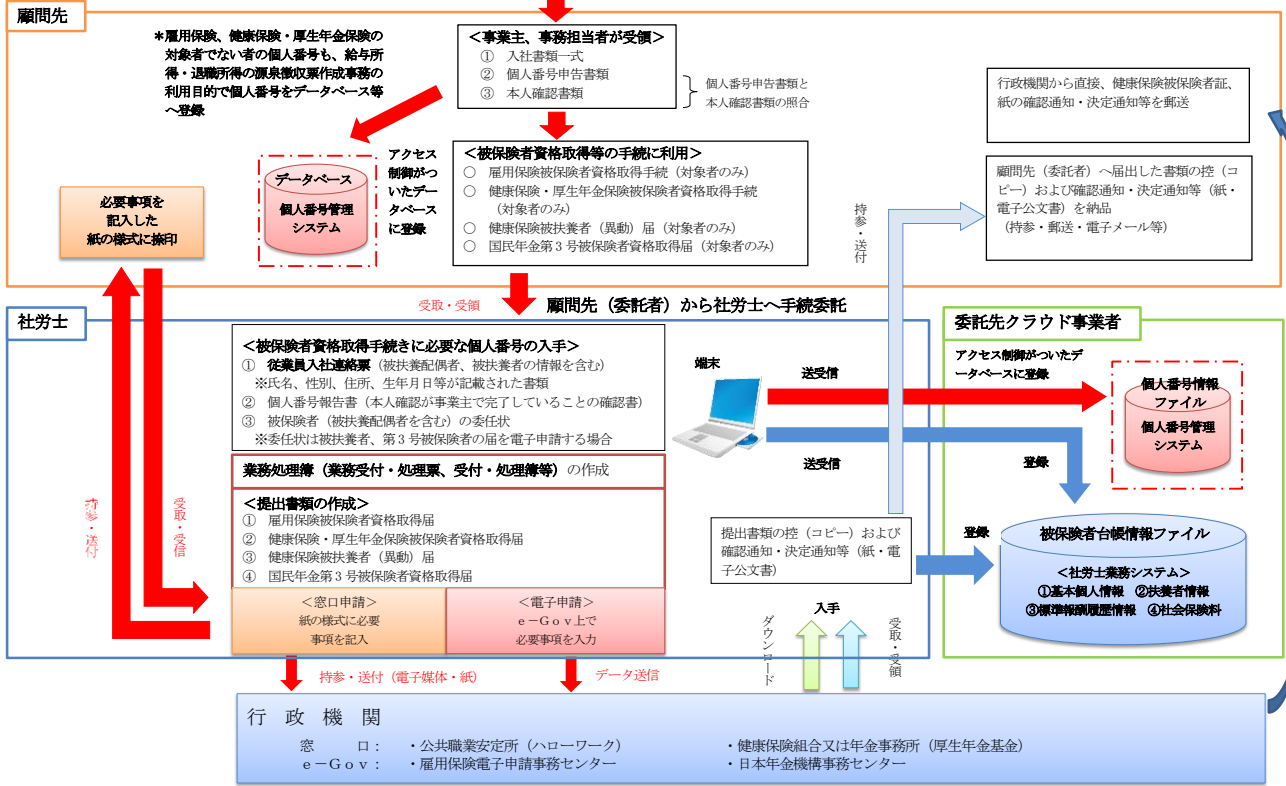 顧問先
＊雇用保険、健康保険・厚生年金保険の
対象者でない者の個人番号も、給与所
得・退職所得の源泉徴収票作成事務の
利用目的で個人番号をデータベース等
へ登録
＜事業主、事務担当者が受領＞
① 入社書類一式
② 個人番号申告書類
③ 本人確認書類
個人番号申告書類と
本人確認書類の照合
行政機関から直接、健康保険被保険者証、
紙の確認通知・決定通知等を郵送
データベース
個人番号管理
システム
アクセス
制御がつ
いたデー
タベース
に登録
＜被保険者資格取得等の手続に利用＞
○ 雇用保険被保険者資格取得手続（対象者のみ）
○ 健康保険・厚生年金保険被保険者資格取得手続
（対象者のみ）
○ 健康保険被扶養者（異動）届（対象者のみ）
○ 国民年金第３号被保険者資格取得届（対象者のみ）
顧問先（委託者）へ届出した書類の控（コ
ピー）および確認通知・決定通知等（紙・
電子公文書）を納品
（持参・郵送・電子メール等）
持参・送付
必要事項を
記入した
紙の様式に捺印
受取・受領
顧問先（委託者）から社労士へ手続委託
社労士
＜被保険者資格取得手続きに必要な個人番号の入手＞
① 従業員入社連絡票（被扶養配偶者、被扶養者の情報を含む）
※氏名、性別、住所、生年月日等が記載された書類
② 個人番号報告書（本人確認が事業主で完了していることの確認書）
③ 被保険者（被扶養配偶者を含む）の委任状
※委任状は被扶養者、第３号被保険者の届を電子申請する場合
業務処理簿（業務受付・処理票、受付・処理簿等）の作成
＜提出書類の作成＞
① 雇用保険被保険者資格取得届
② 健康保険・厚生年金保険被保険者資格取得届
③ 健康保険被扶養者（異動）届
④ 国民年金第３号被保険者資格取得届
＜窓口申請＞
紙の様式に必要
事項を記入
＜電子申請＞
ｅ－Ｇｏｖ上で
必要事項を入力
持参・送付
受取・受信
端末
送受信
送受信
登録
委託先クラウド事業者
アクセス制御がついたデ
ータベースに登録
個人番号情報
ファイル
個人番号管理
システム
提出書類の控（コピー）および
確認通知・決定通知等（紙・電
子公文書）
登録
被保険者台帳情報ファイル
＜社労士業務システム＞
①基本個人情報 ②扶養者情報
③標準報酬履歴情報 ④社会保険料
入手
ダウンロード
受取・受領
持参・送付（電子媒体・紙）
データ送信
行政機関
窓 口： ・公共職業安定所（ハローワーク） ・健康保険組合又は年金事務所（厚生年金基金）
ｅ－Ｇｏｖ： ・雇用保険電子申請事務センター ・日本年金機構事務センター